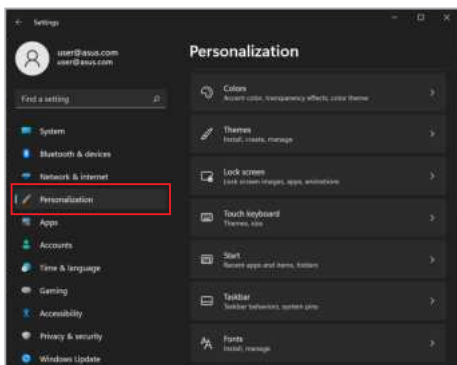 Settings
user@asus.com
user@asus.com
Find a setting
System
Bluetooth & devices
Network & internet
Personalization
Apps
Accounts
Time & language
Gaming
Accessibility
Privacy & security
Windows Update
Personalization
Colors
Accent color, transparency effects, color theme
Themes
Install, create, manage
Lock screen
Lock screen images, apps, animations
Touch keyboard
Themes, size
Start
Recent apps and items, folders
Taskbar
Taskbar behaviors, system pins
Fonts
Install, manage